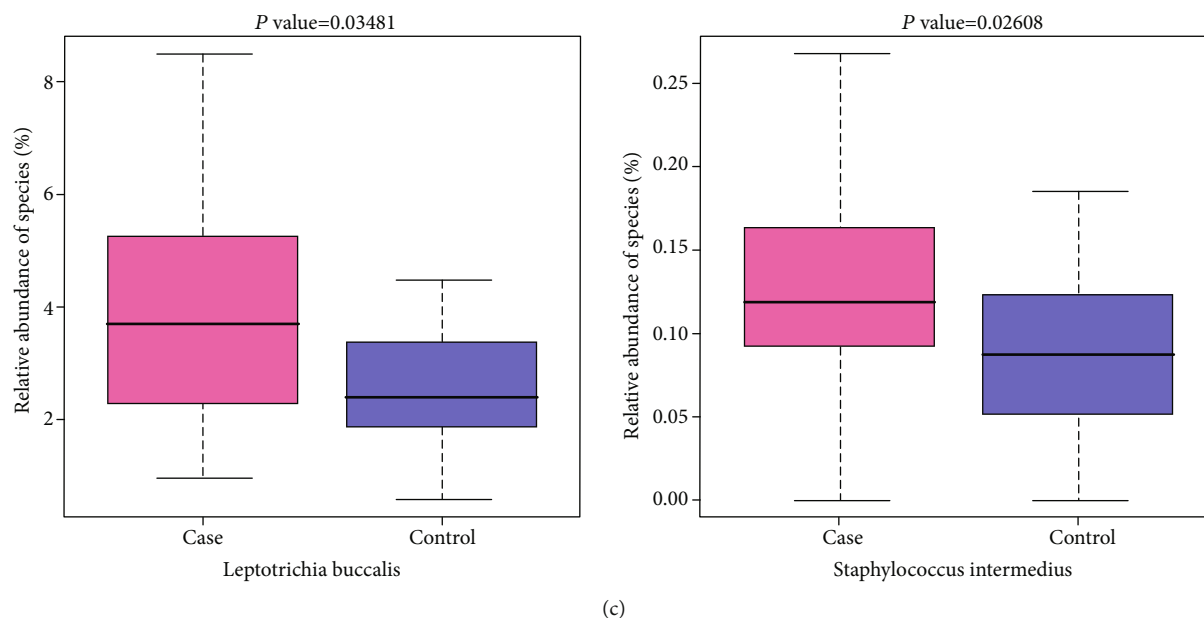 P value=0.03481
Relative abundance of species (%)
8
6
4
2
Case
Control
Leptotrichia buccalis
P value=0.02608
Relative abundance of species (%)
0.25
0.20
0.15
0.10
0.05
0.00
Case
Control
Staphylococcus intermedius
(c)